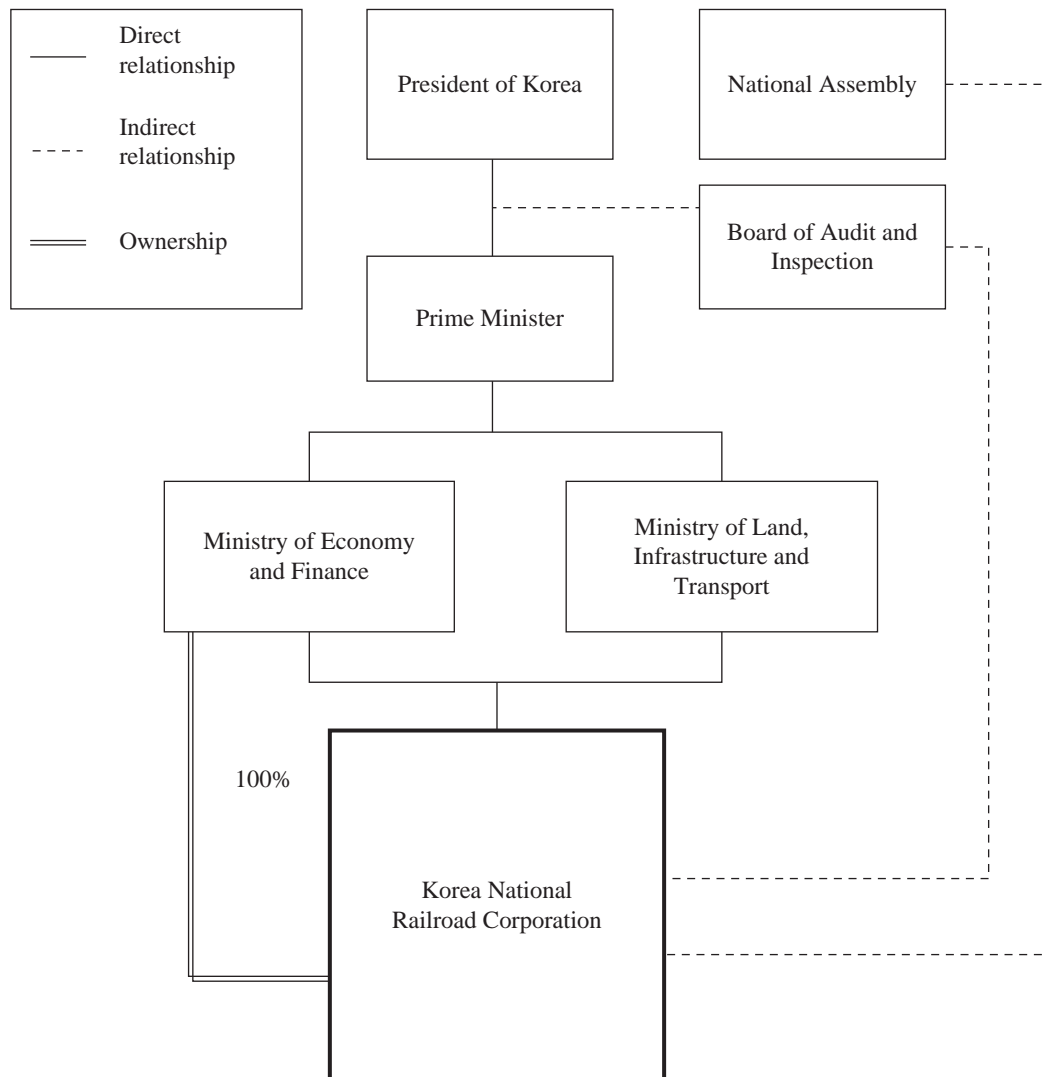 Direct
relationship
Indirect
relationship
Ownership
President of Korea
National Assembly
Board of Audit and
Inspection
Prime Minister
Ministry of Economy
and Finance
Ministry of Land,
Infrastructure and
Transport
100%
Korea National
Railroad Corporation